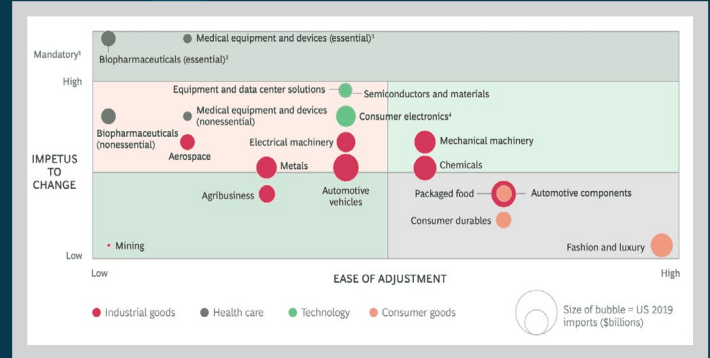 Mandatory¹
Medical equipment and devices (essential)³
Biopharmaceuticals (essential)³
High
Equipment and data center solutions
Semiconductors and materials
Medical equipment and devices
(nonessential)
Consumer electronics⁴
Biopharmaceuticals
(nonessential)
Electrical machinery
Mechanical machinery
Aerospace
IMPETUS
TO
CHANGE
Metals
Chemicals
Automotive
vehicles
Agribusiness
Packaged food
Automotive components
Consumer durables
Mining
Fashion and luxury
Low
Low
EASE OF ADJUSTMENT
High
Industrial goods
Health care
Technology
Consumer goods
Size of bubble = US 2019
imports ($billions)